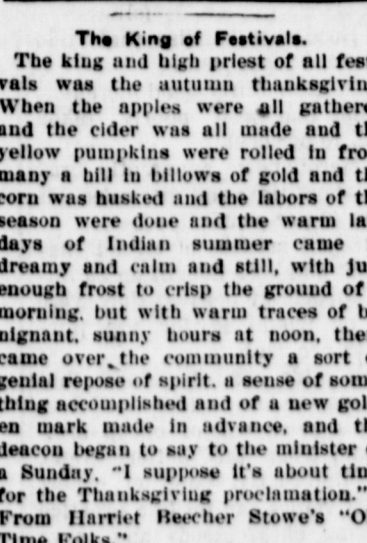 The King of Festivals.
The king and high priest of all fes
vals was the autumn thanksgivin
When the apples were all gathere
and the cider was all made and th
yellow pumpkins were rolled in fro
many a hill in billows of gold and th
corn was husked and the labors of th
season were done and the warm la
days of Indian summer came
dreamy and calm and still, with ju
enough frost to crisp the ground of
morning, but with warm traces of b
nignant, sunny hours at noon, the
came over the community a sort
genial repose of spirit, a sense of som
thing accomplished and of a new gol
en mark made in advance, and th
deacon began to say to the minister
a Sunday, "I suppose it's about tim
for the Thanksgiving proclamation."
From Harriet Beecher Stowe's "O
Time Folks."